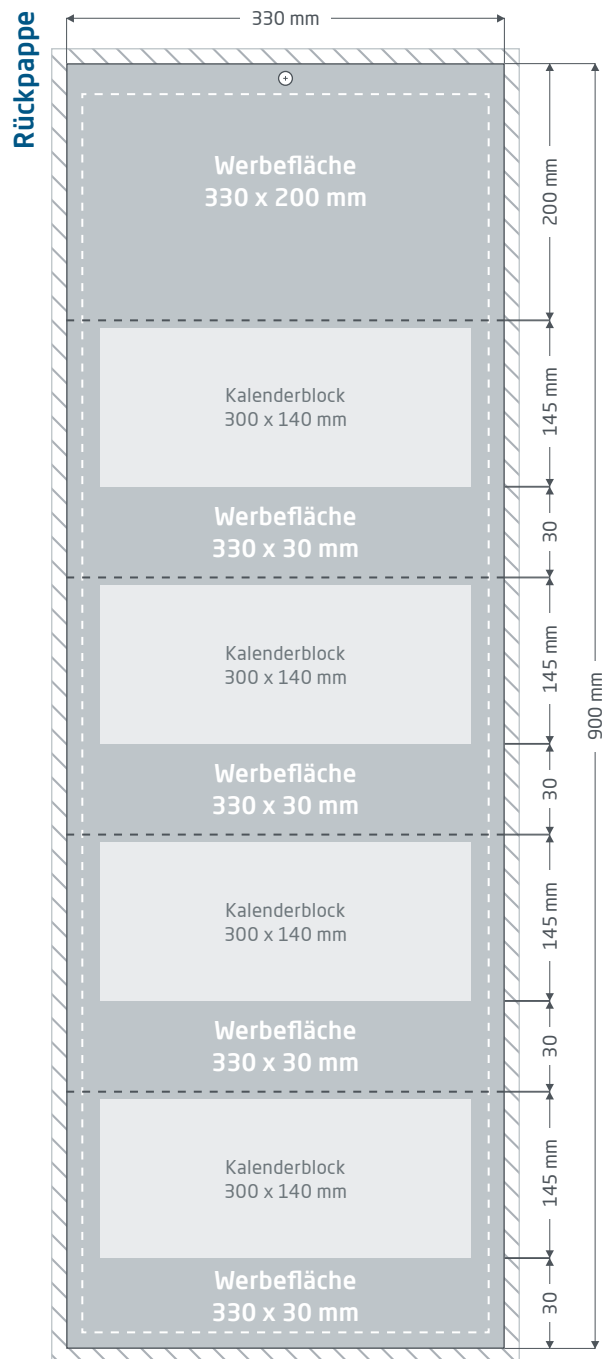 Rückpappe
330 mm
Werbefläche
330 x 200 mm
200 mm
Kalenderblock
300 x 140 mm
145 mm
Werbefläche
330 x 30 mm
30
Kalenderblock
300 x 140 mm
145 mm
900 mm
Werbefläche
330 x 30 mm
30
Kalenderblock
300 x 140 mm
145 mm
Werbefläche
330 x 30 mm
30
Kalenderblock
300 x 140 mm
145 mm
Werbefläche
330 x 30 mm
30